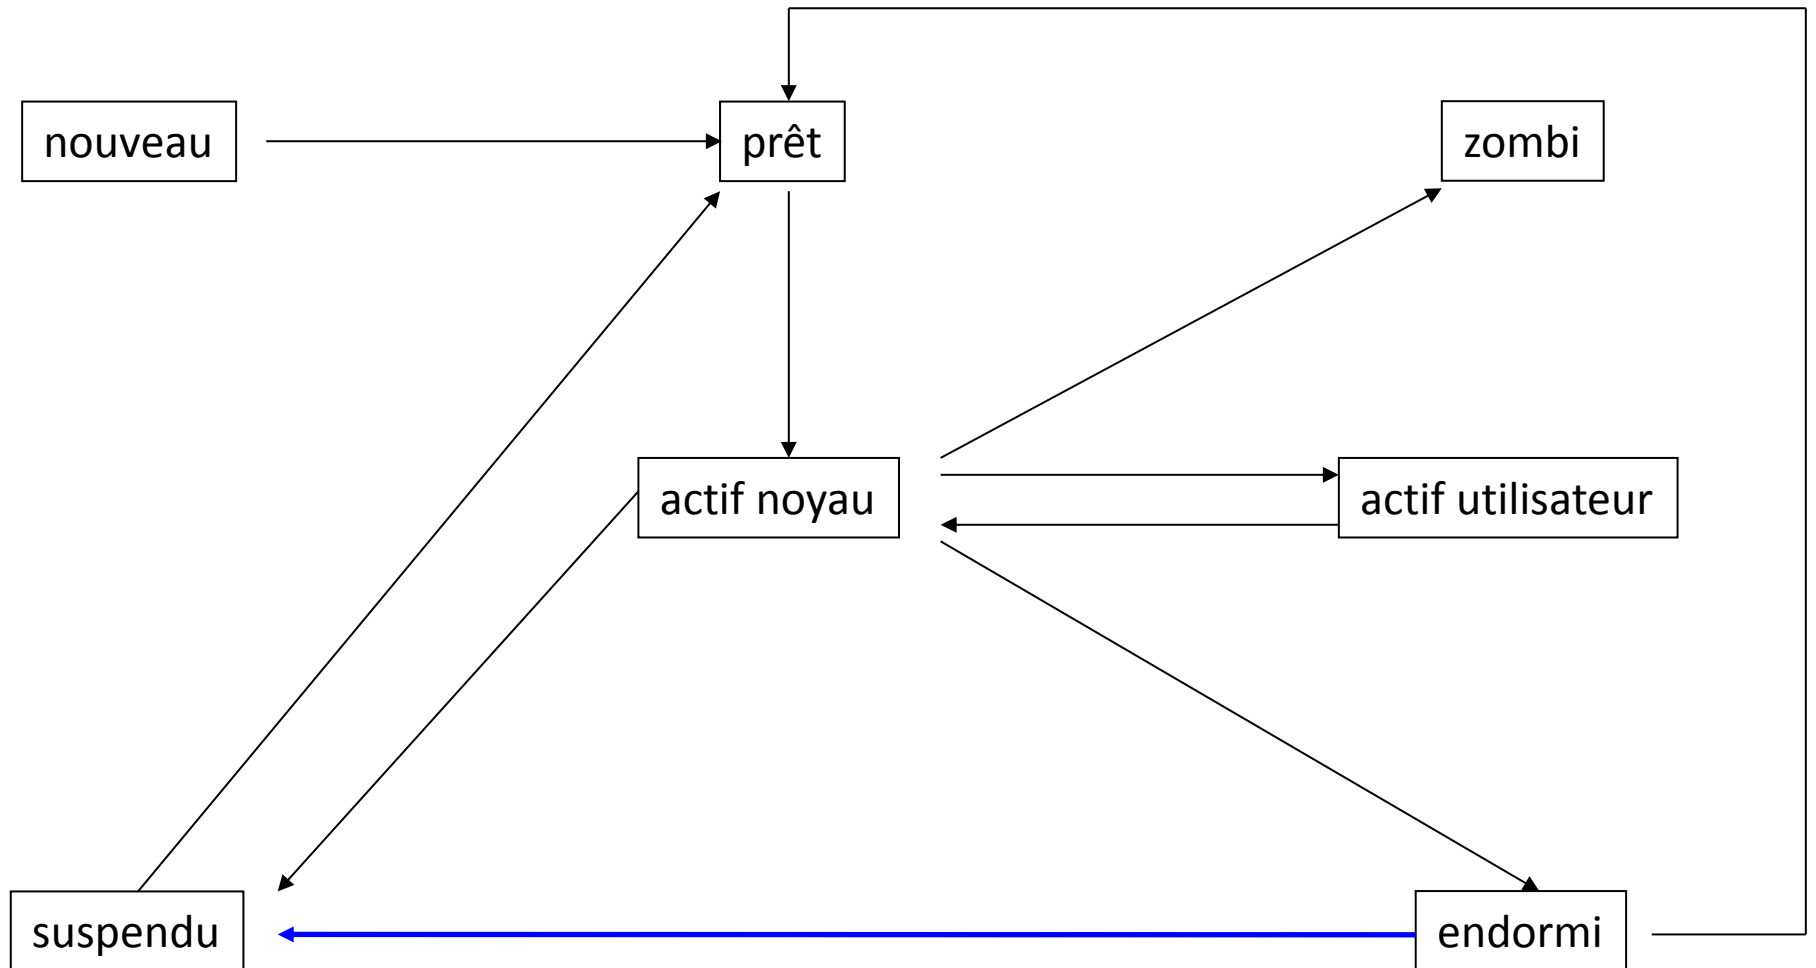 nouveau
prêt
zombi
actif noyau
actif utilisateur
suspendu
endormi